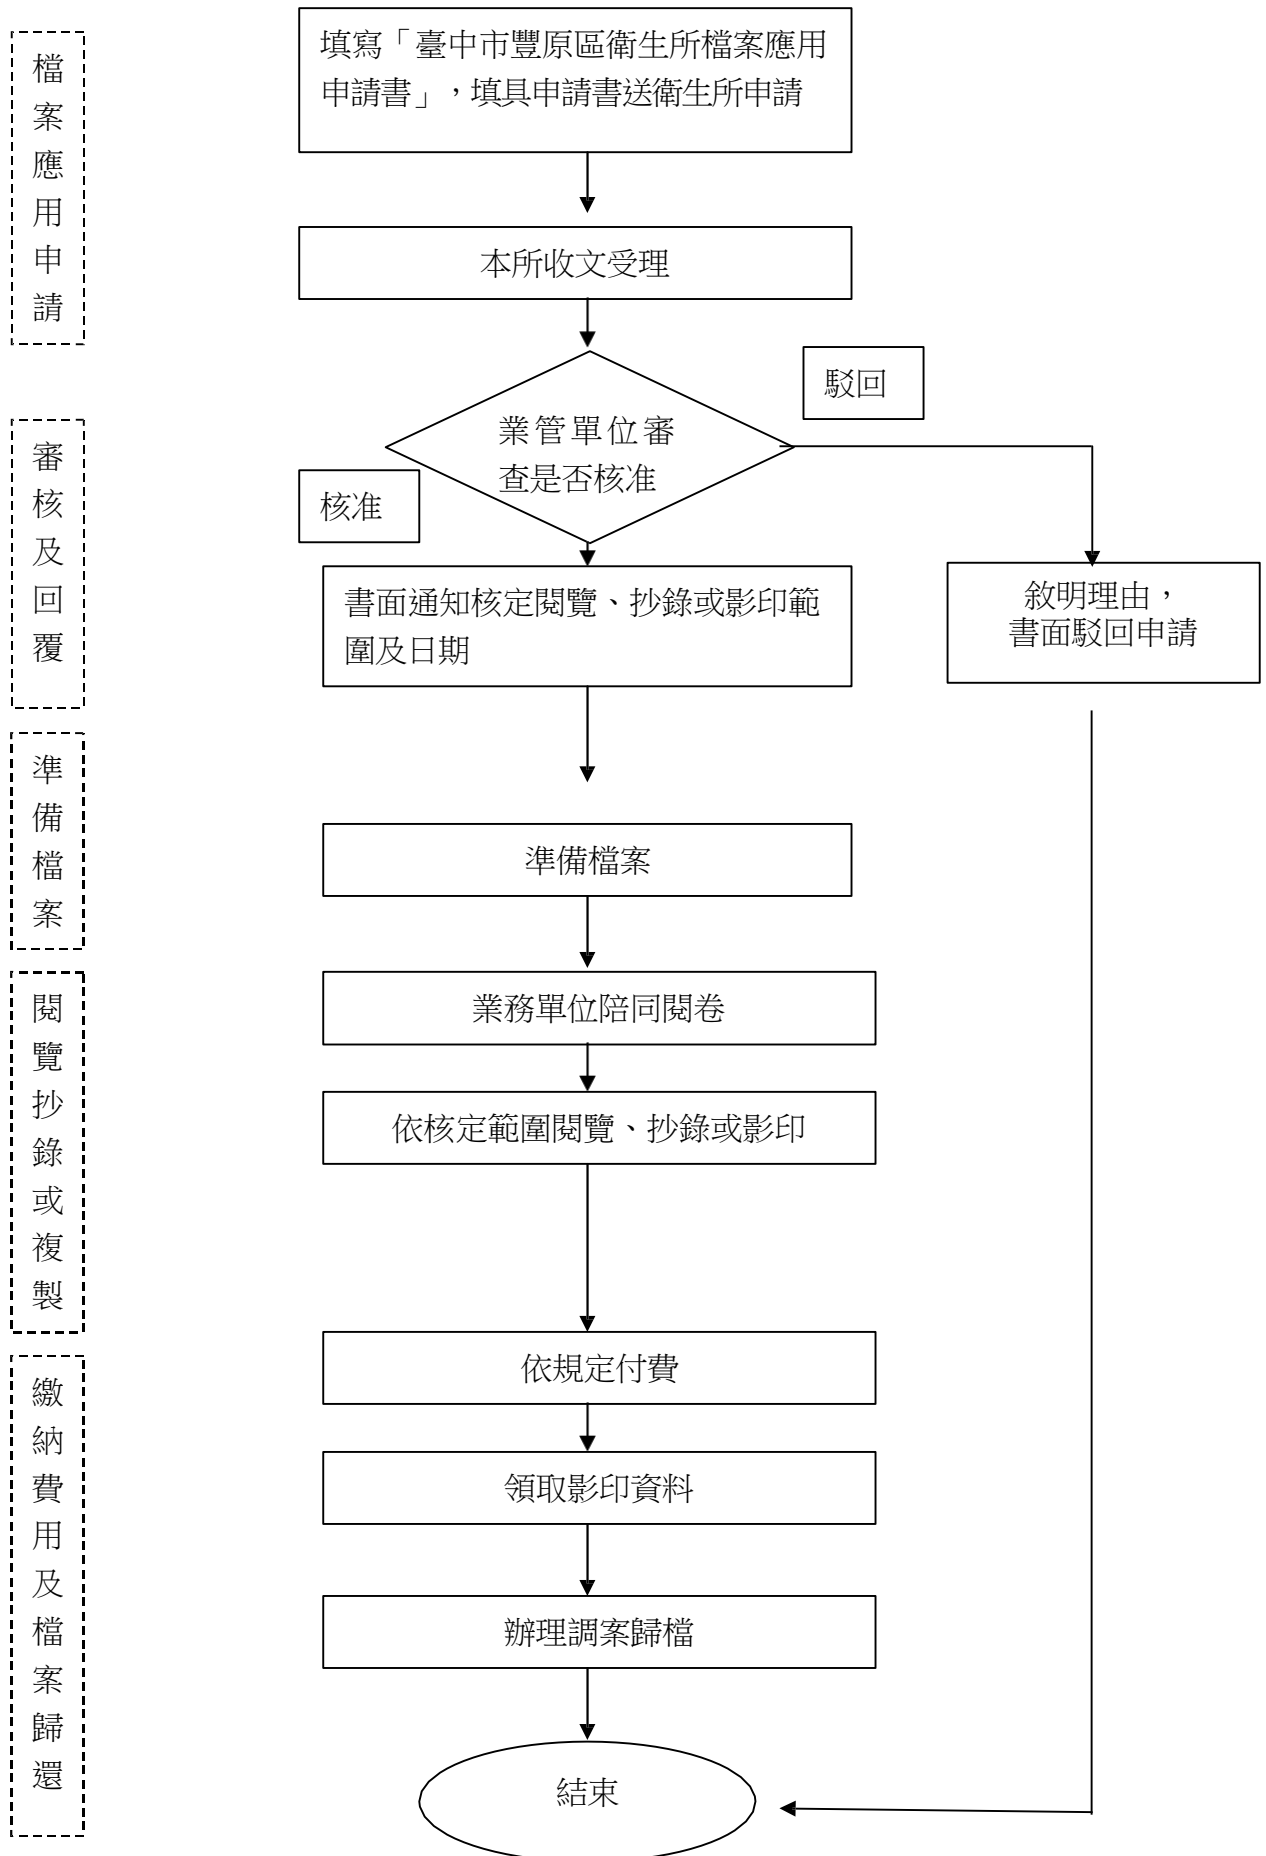 檔案應用申請
填寫「臺中市豐原區衛生所檔案應用
申請書」，填具申請書送衛生所申請
本所收文受理
審核及回覆
業管單位審
查是否核准
駁回
核准
書面通知核定閱覽、抄錄或影印範
圍及日期
敘明理由，
書面駁回申請
準備檔案
準備檔案
閱覽抄錄或複製
業務單位陪同閱卷
依核定範圍閱覽、抄錄或影印
繳納費用及檔案歸還
依規定付費
領取影印資料
辦理調案歸檔
結束